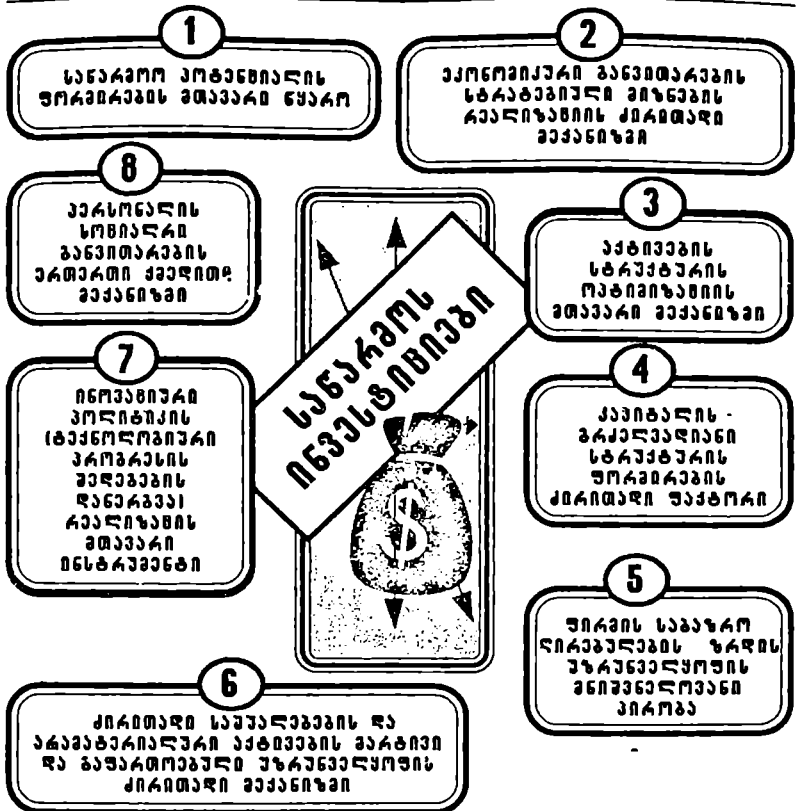 1
საწარმოო პოტენციალის
ფორმირების მთავარი წყარო
2
ეკონომიკური განვითარების
სტრატეგიული მიზნების
რეალიზაციის ძირითადი
მექანიზმი
8
პერსონალის
სოციალრი
განვითარების
ერთერთი ქმედითი
მექანიზმი
3
აქტივების
სტრუქტურის
ოპტიმიზაციის
მთავარი მექანიზმი
საწარმოს
ინვესტიციები
7
ინოვაციური
პოლიტიკის
(ტექნოლოგიური
პროგრესის
შედეგების
დანერგვა)
რეალიზაციის
მთავარი
ინსტრუმენტი
4
კაპიტალის -
გრძელვადიანი
სტრუქტურის
ფორმირების
ძირითადი ფაქტორი
$
5
ფირმის საბაზრო
ღირებულების ზრდის
უზრუნველყოფის
მნიშვნელოვანი
პირობა
6
ძირითადი საშუალებების და
არამატერიალური აქტივების მარტივი
და გაფართოებული უზრუნველყოფის
ძირითადი მექანიზმი